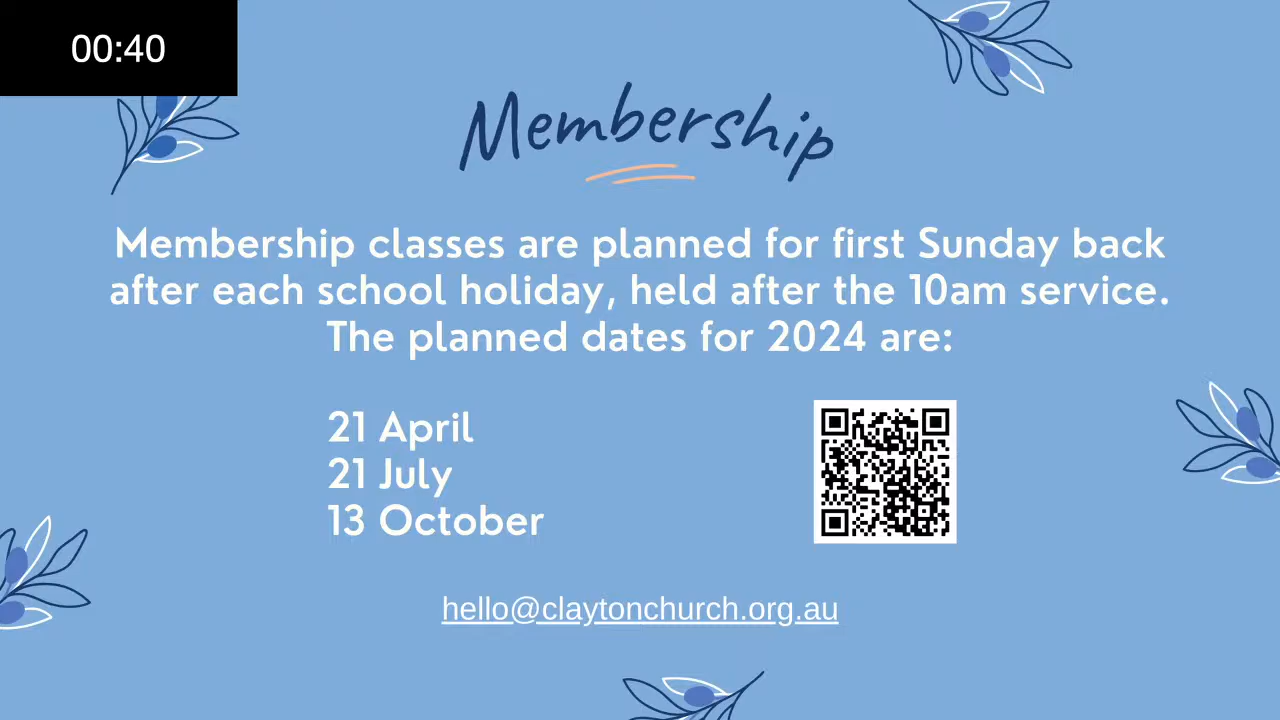 00:40
Membership
Membership classes are planned for first Sunday back
after each school holiday, held after the 10am service.
The planned dates for 2024 are:
21 April
21 July
13 October
hello@claytonchurch.org.au